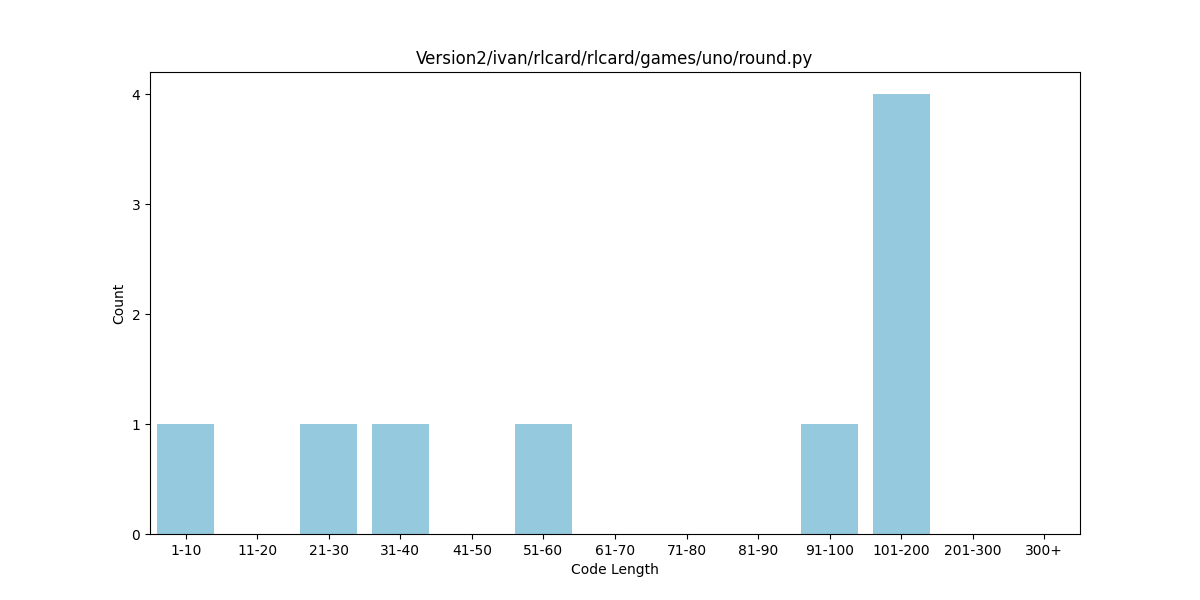 Version2/ivan/rlcard/rlcard/games/uno/round.py
4
3
2
1
0
Count
1-10 11-20 21-30 31-40 41-50 51-60 61-70 71-80 81-90 91-100 101-200 201-300 300+
Code Length